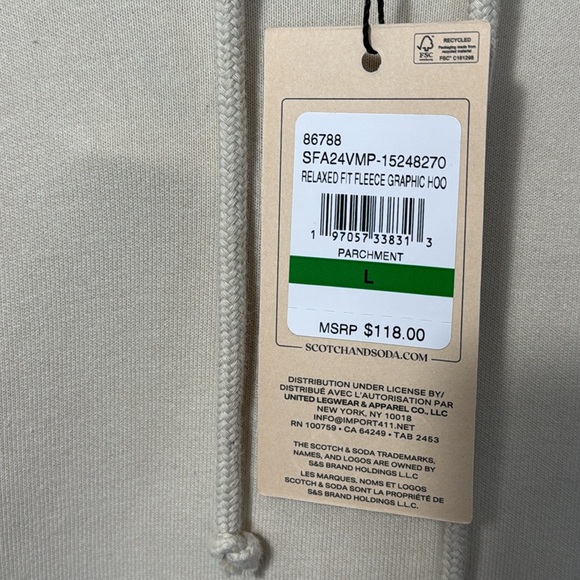 RECYCLED
Packaging made from
recycled material
FSC
FSC™ C161298
86788
SFA24VMP-15248270
RELAXED FIT FLEECE GRAPHIC HOO
1 97057 33831 3
PARCHMENT
L
MSRP $118.00
SCOTCHANDSODA.COM
DISTRIBUTION UNDER LICENSE BY/
DISTRIBUÉ AVEC L'AUTORISATION PAR
UNITED LEGWEAR & APPAREL CO., LLC
NEW YORK, NY 10018
INFO@IMPORT411.NET
RN 100759 • CA 64249 • TAB 2453
THE SCOTCH & SODA TRADEMARKS,
NAMES, AND LOGOS ARE OWNED BY
S&S BRAND HOLDINGS L.L.C
LES MARQUES, NOMS ET LOGOS
SCOTCH & SODA SONT LA PROPRIÉTÉ DE
S&S BRAND HOLDINGS L.L.C.